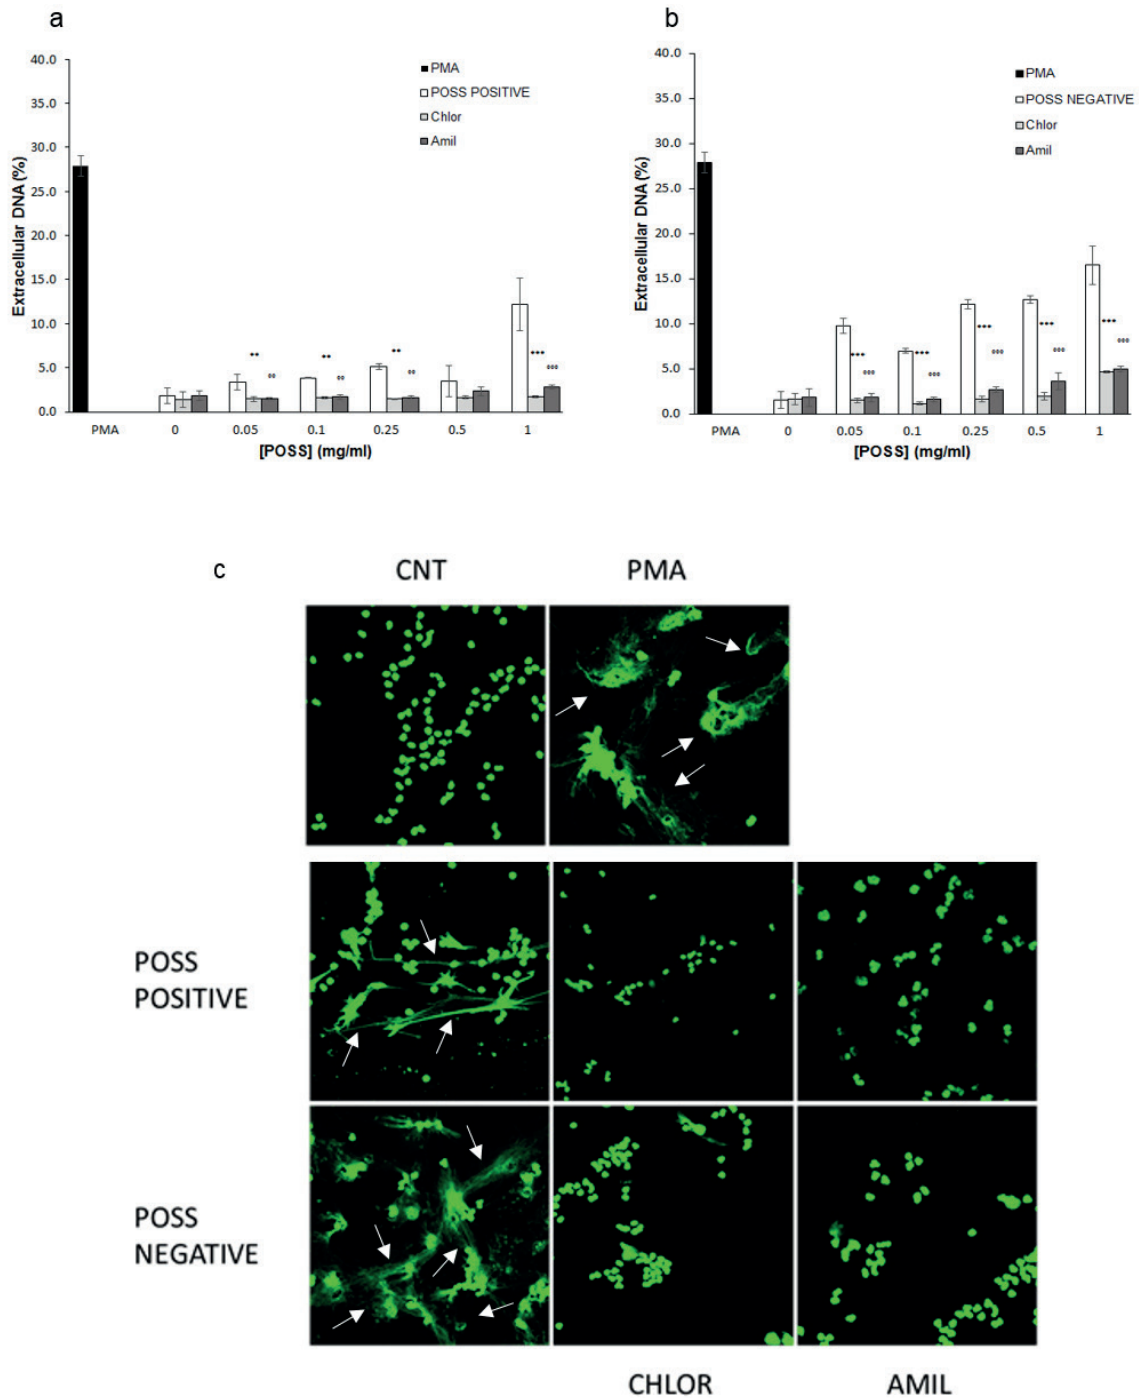 a
40.0
35.0
30.0
25.0
20.0
15.0
10.0
5.0
0.0
Extracellular DNA (%)
PMA
POSS POSITIVE
Chlor
Amil
** ** ** ***
°° °° °° °°°
PMA 0 0.05 0.1 0.25 0.5 1
[POSS] (mg/ml)
b
40.0
35.0
30.0
25.0
20.0
15.0
10.0
5.0
0.0
Extracellular DNA (%)
PMA
POSS NEGATIVE
Chlor
Amil
*** *** *** *** ***
°°° °°° °°° °°° °°°
PMA 0 0.05 0.1 0.25 0.5 1
[POSS] (mg/ml)
c
CNT PMA
POSS
POSITIVE
POSS
NEGATIVE
CHLOR AMIL